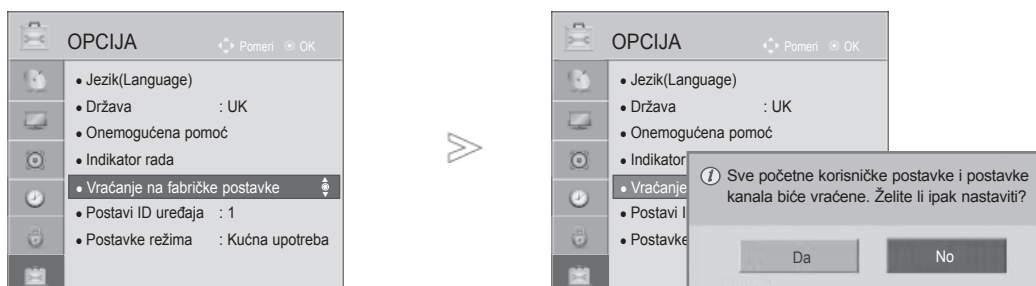 OPCIJA
Pomeri OK
Jezik(Language)
Država : UK
Onemogućena pomoć
Indikator rada
Vraćanje na fabričke postavke
Postavi ID uređaja : 1
Postavke režima : Kućna upotreba
OPCIJA
Pomeri OK
Jezik(Language)
Država : UK
Onemogućena pomoć
Indikator
Vraćanje
Postavi I
Postavke
Sve početne korisničke postavke i postavke
kanala biće vraćene. Želite li ipak nastaviti?
Da No